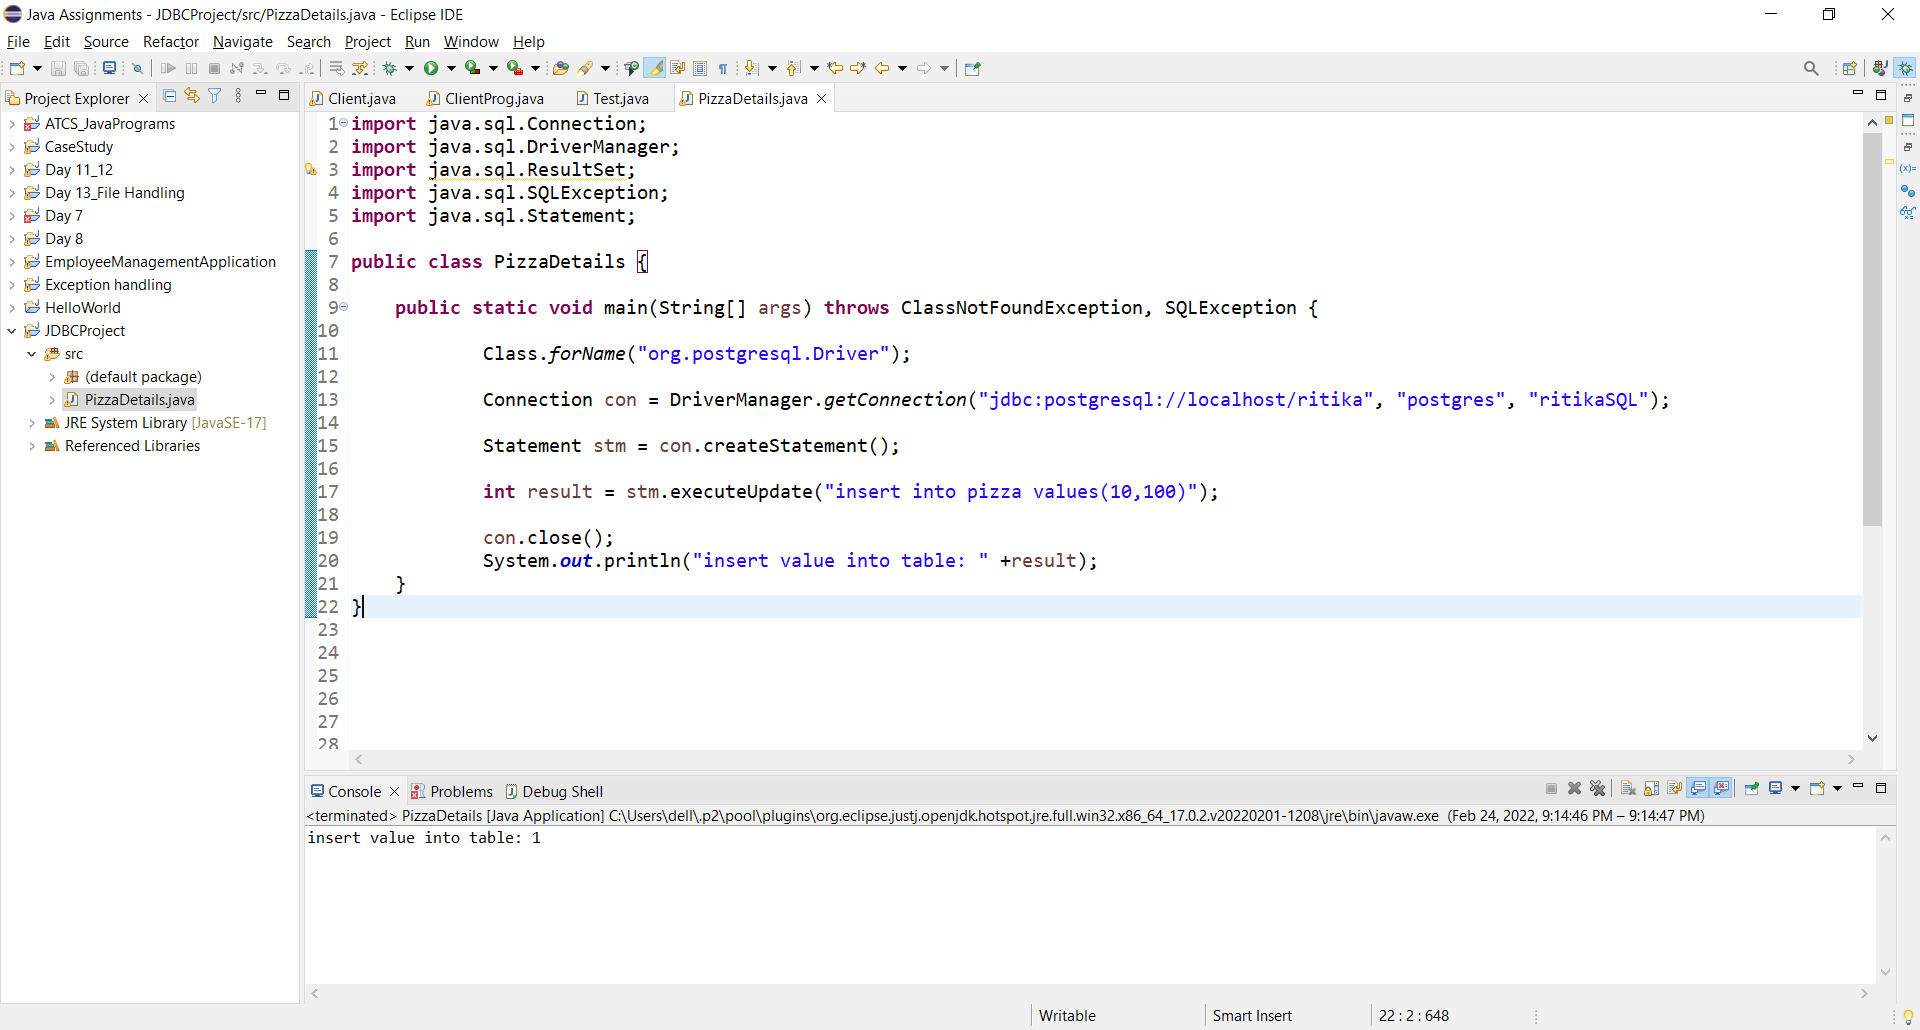 Java Assignments - JDBCProject/src/PizzaDetails.java - Eclipse IDE
File Edit Source Refactor Navigate Search Project Run Window Help
Project Explorer
ATCS_JavaPrograms
CaseStudy
Day 11_12
Day 13_File Handling
Day 7
Day 8
EmployeeManagementApplication
Exception handling
HelloWorld
JDBCProject
src
(default package)
PizzaDetails.java
JRE System Library [JavaSE-17]
Referenced Libraries
Client.java ClientProg.java Test.java PizzaDetails.java
1 import java.sql.Connection;
2 import java.sql.DriverManager;
3 import java.sql.ResultSet;
4 import java.sql.SQLException;
5 import java.sql.Statement;
6
7 public class PizzaDetails {
8
9 public static void main(String[] args) throws ClassNotFoundException, SQLException {
10
11 Class.forName("org.postgresql.Driver");
12
13 Connection con = DriverManager.getConnection("jdbc:postgresql://localhost/ritika", "postgres", "ritikaSQL");
14
15 Statement stm = con.createStatement();
16
17 int result = stm.executeUpdate("insert into pizza values(10,100)");
18
19 con.close();
20 System.out.println("insert value into table: " +result);
21 }
22 }
23
24
25
26
27
28
Console Problems Debug Shell
<terminated> PizzaDetails [Java Application] C:\Users\dell\.p2\pool\plugins\org.eclipse.justj.openjdk.hotspot.jre.full.win32.x86_64_17.0.2.v20220201-1208\jre\bin\javaw.exe (Feb 24, 2022, 9:14:46 PM – 9:14:47 PM)
insert value into table: 1
Writable Smart Insert 22 : 2 : 648